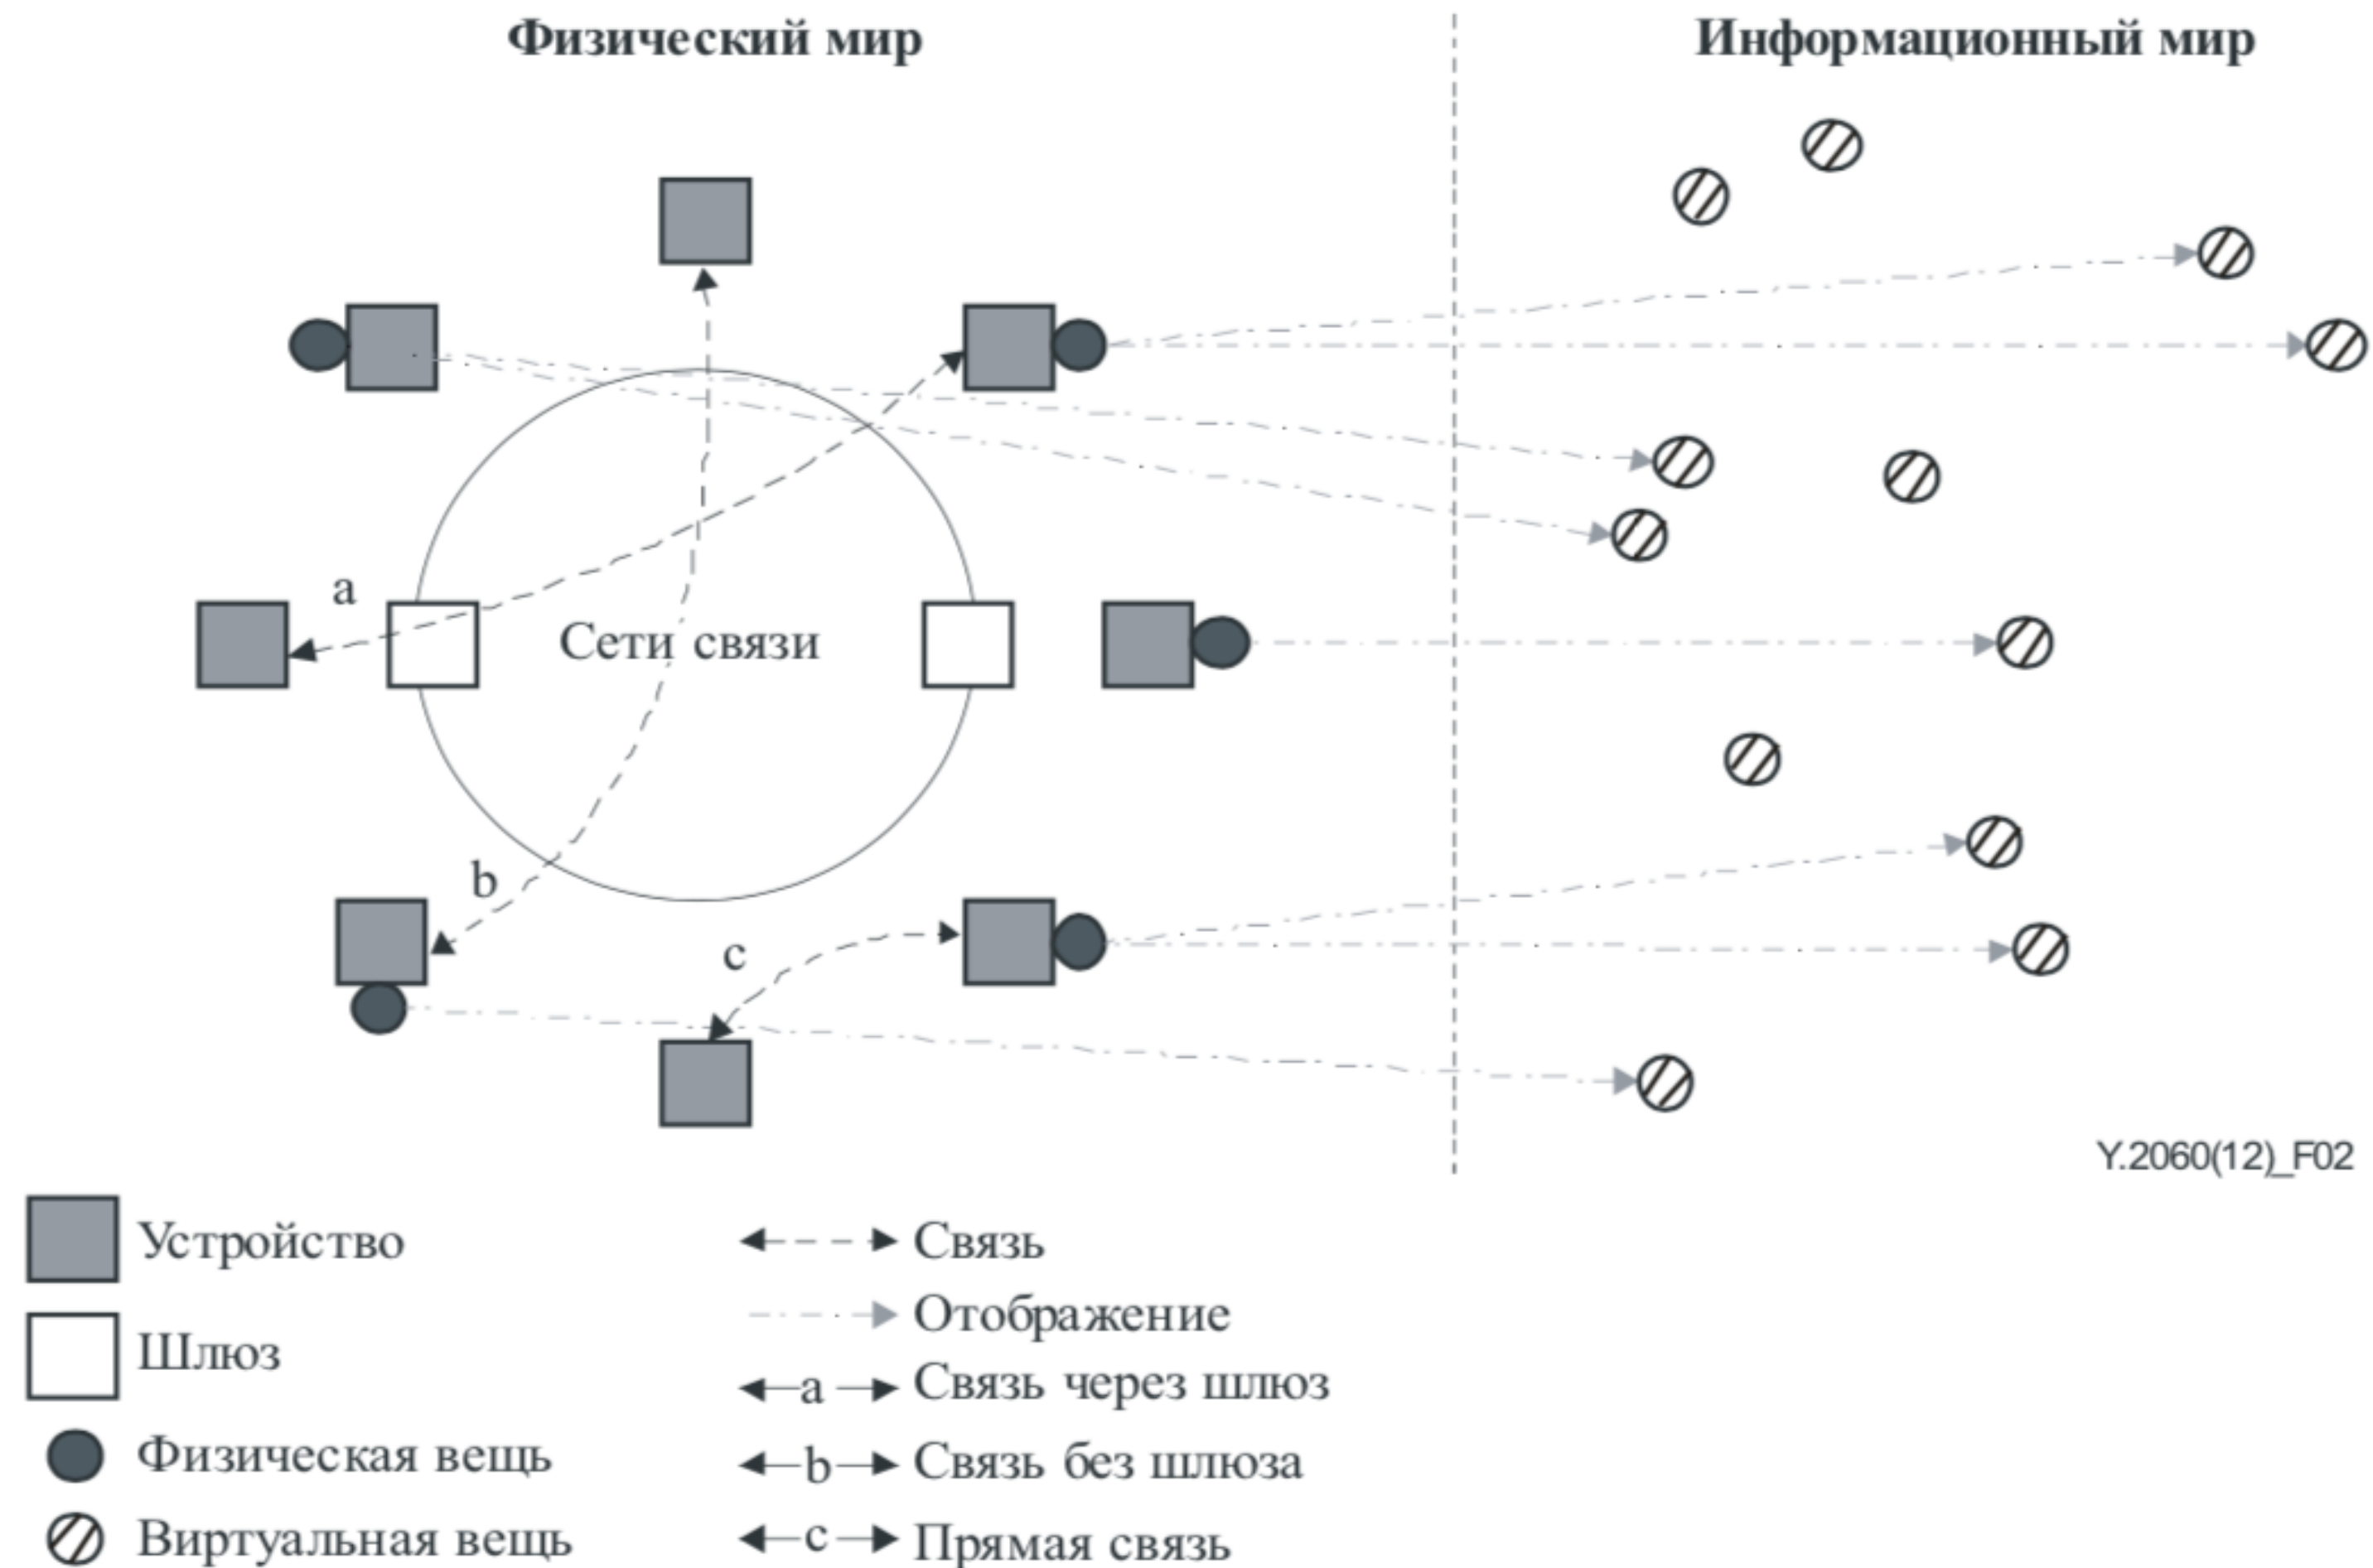 Физический мир
Информационный мир
a
Сети связи
b
c
Y.2060(12)_F02
Устройство
Шлюз
Физическая вещь
Виртуальная вещь
Связь
Отображение
a Связь через шлюз
b Связь без шлюза
c Прямая связь